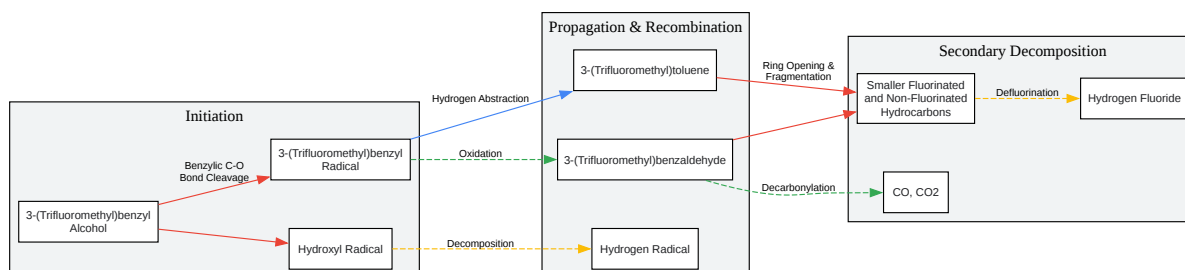 Initiation
3-(Trifluoromethyl)benzyl
Alcohol
Benzylic C-O
Bond Cleavage
3-(Trifluoromethyl)benzyl
Radical
Hydroxyl Radical
Hydrogen Abstraction
Oxidation
Decomposition
Propagation & Recombination
3-(Trifluoromethyl)toluene
3-(Trifluoromethyl)benzaldehyde
Hydrogen Radical
Ring Opening &
Fragmentation
Decarbonylation
Secondary Decomposition
Smaller Fluorinated
and Non-Fluorinated
Hydrocarbons
Defluorination
Hydrogen Fluoride
CO, CO2